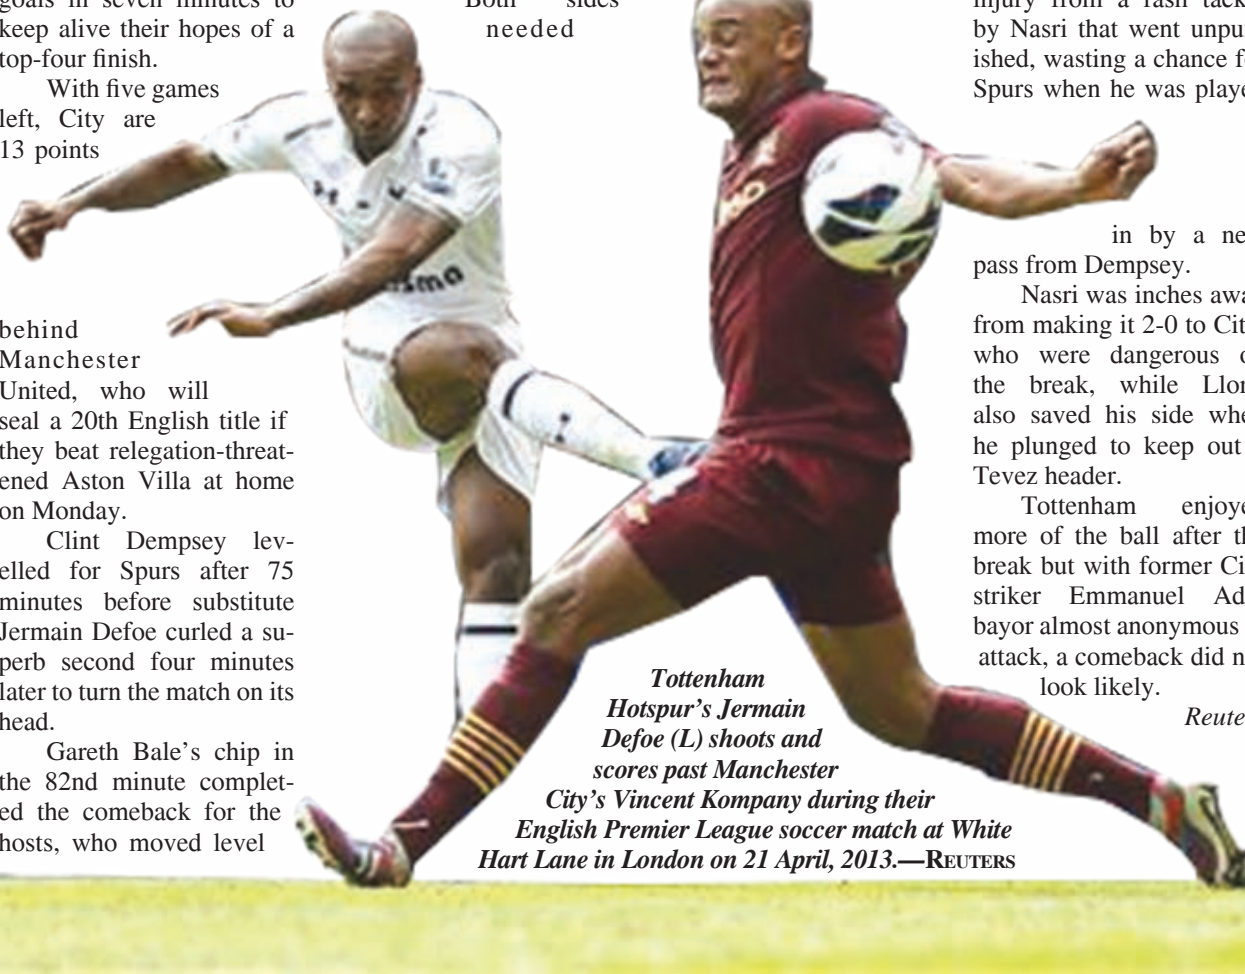 goals in seven minutes to
keep alive their hopes of a
top-four finish.
With five games
left, City are
13 points
behind
Manchester
United, who will
seal a 20th English title if
they beat relegation-threat-
ened Aston Villa at home
on Monday.
Clint Dempsey lev-
elled for Spurs after 75
minutes before substitute
Jermain Defoe curled a su-
perb second four minutes
later to turn the match on its
head.
Gareth Bale's chip in
the 82nd minute complet-
ed the comeback for the
hosts, who moved level
Both sides
needed
Tottenham
Hotspur's Jermain
Defoe (L) shoots and
scores past Manchester
City's Vincent Kompany during their
English Premier League soccer match at White
Hart Lane in London on 21 April, 2013.—REUTERS
injury from a rash tack
by Nasri that went unpu
ished, wasting a chance f
Spurs when he was playe
in by a ne
pass from Dempsey.
Nasri was inches awa
from making it 2-0 to Cit
who were dangerous o
the break, while Llor
also saved his side whe
he plunged to keep out
Tevez header.
Tottenham enjoye
more of the ball after th
break but with former Ci
striker Emmanuel Ad
bayor almost anonymous
attack, a comeback did n
look likely.
Reute